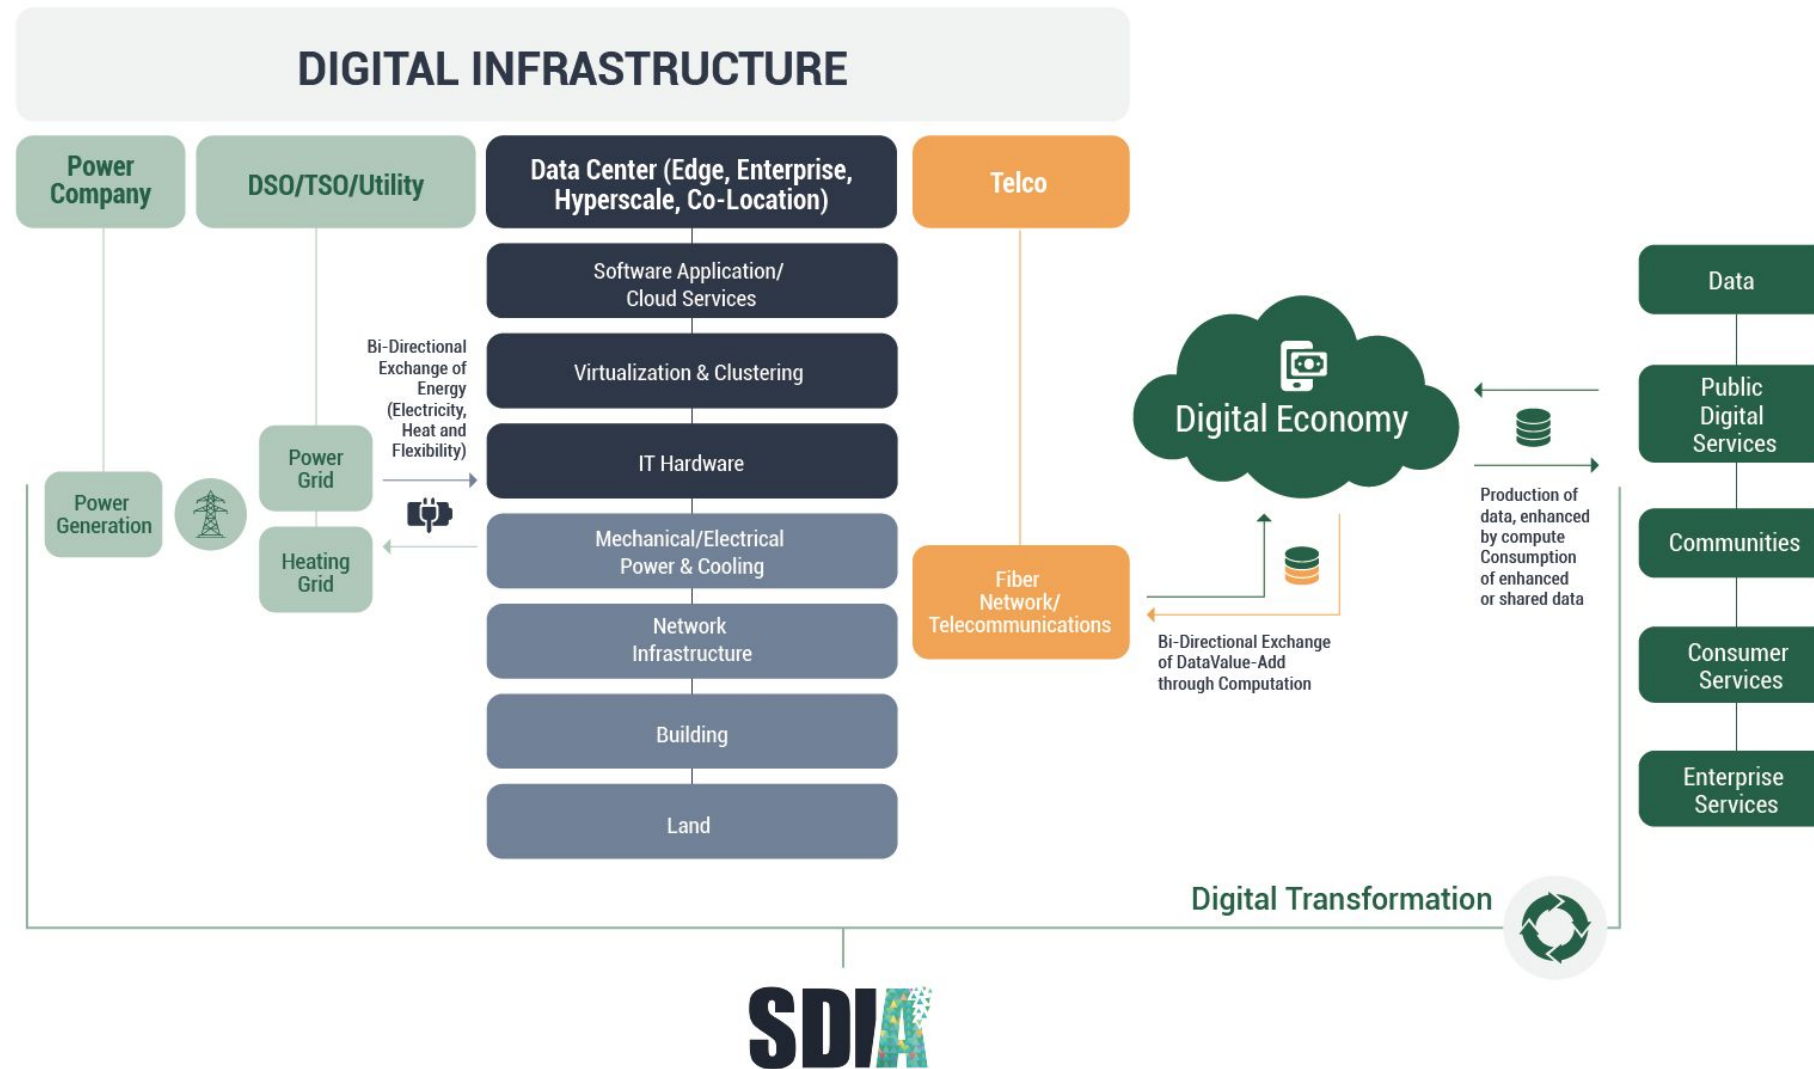 DIGITAL INFRASTRUCTURE
Power
Company
DSO/TSO/Utility
Data Center (Edge, Enterprise,
Hyperscale, Co-Location)
Telco
Software Application/
Cloud Services
Virtualization & Clustering
IT Hardware
Mechanical/Electrical
Power & Cooling
Network
Infrastructure
Building
Land
Bi-Directional
Exchange of
Energy
(Electricity,
Heat and
Flexibility)
Power
Grid
Power
Generation
Heating
Grid
Fiber
Network/
Telecommunications
Digital Economy
Bi-Directional Exchange
of DataValue-Add
through Computation
Production of
data, enhanced
by compute
Consumption
of enhanced
or shared data
Data
Public
Digital
Services
Communities
Consumer
Services
Enterprise
Services
Digital Transformation
SDIA